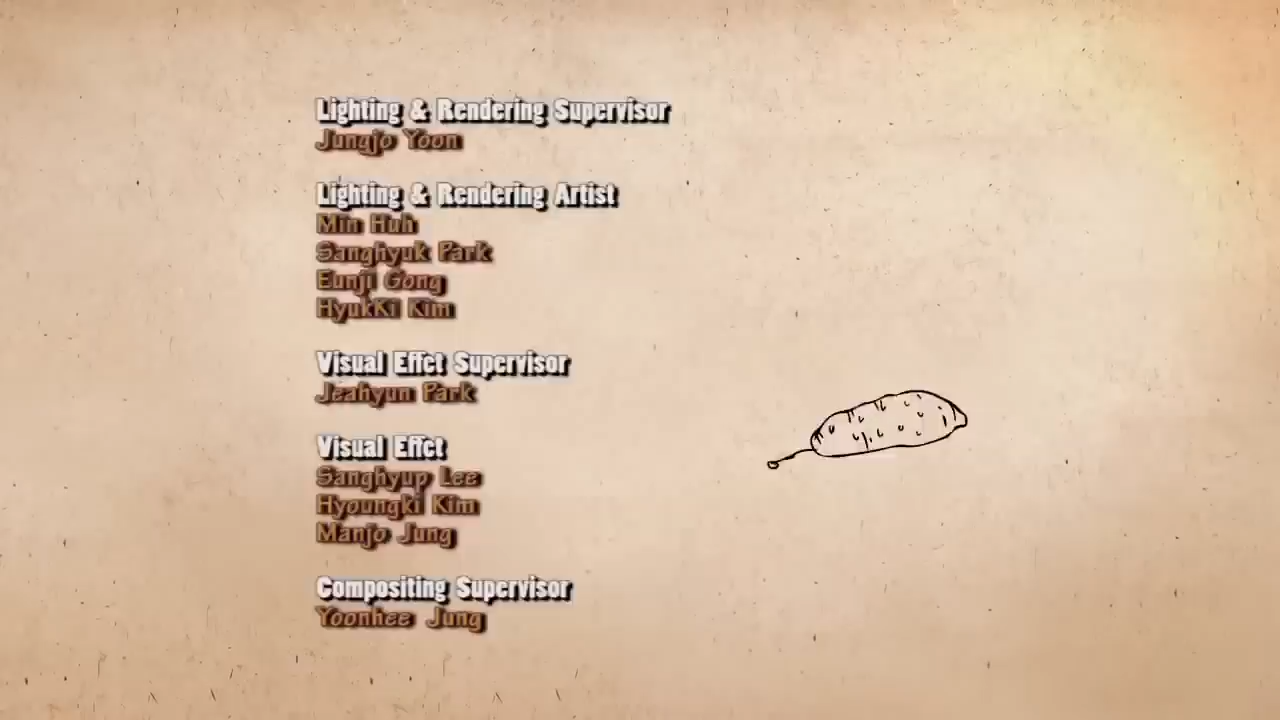 Lighting & Rendering Supervisor
Jungjo Yoon
Lighting & Rendering Artist
Min Huh
Sanghyuk Park
Eunji Gong
HyukKi Kim
Visual Effct Supervisor
Jeahyun Park
Visual Effct
Sanghyup Lee
Hyoungki Kim
Manjo Jung
Compositing Supervisor
Yoonhee Jung